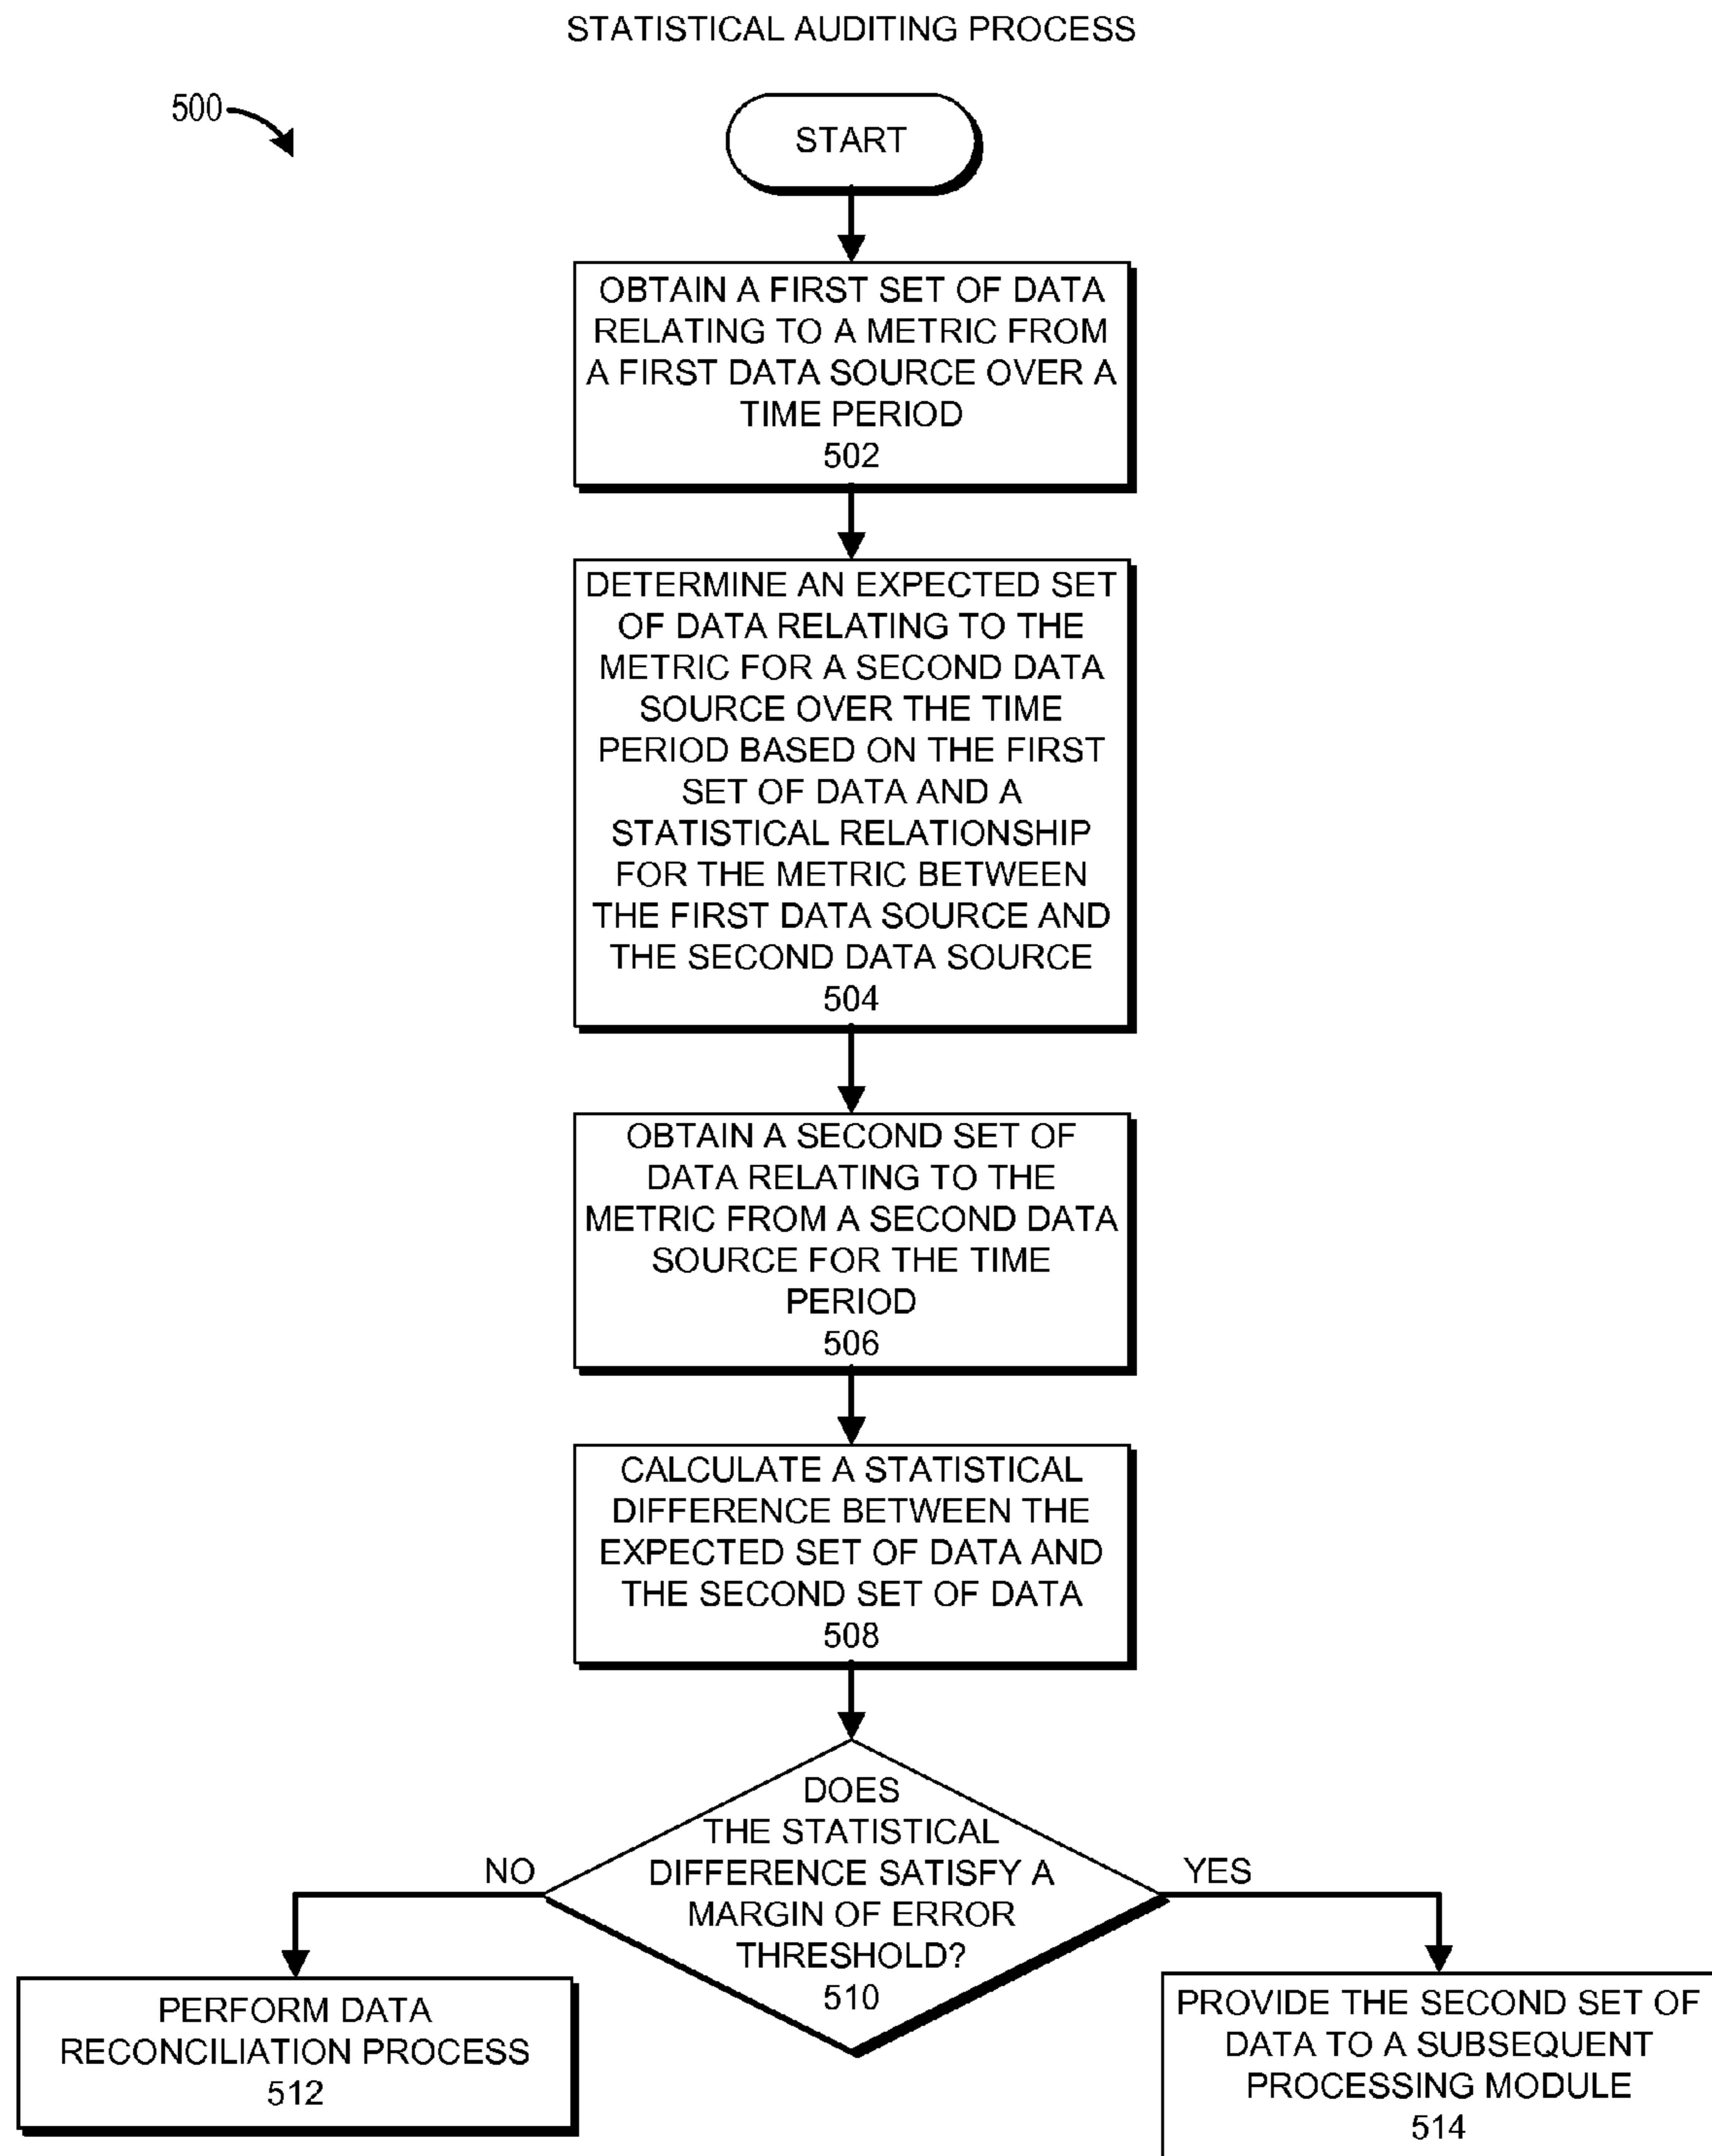 STATISTICAL AUDITING PROCESS
500
START
OBTAIN A FIRST SET OF DATA
RELATING TO A METRIC FROM
A FIRST DATA SOURCE OVER A
TIME PERIOD
502
DETERMINE AN EXPECTED SET
OF DATA RELATING TO THE
METRIC FOR A SECOND DATA
SOURCE OVER THE TIME
PERIOD BASED ON THE FIRST
SET OF DATA AND A
STATISTICAL RELATIONSHIP
FOR THE METRIC BETWEEN
THE FIRST DATA SOURCE AND
THE SECOND DATA SOURCE
504
OBTAIN A SECOND SET OF
DATA RELATING TO THE
METRIC FROM A SECOND DATA
SOURCE FOR THE TIME
PERIOD
506
CALCULATE A STATISTICAL
DIFFERENCE BETWEEN THE
EXPECTED SET OF DATA AND
THE SECOND SET OF DATA
508
DOES
THE STATISTICAL
DIFFERENCE SATISFY A
MARGIN OF ERROR
THRESHOLD?
510
NO
YES
PERFORM DATA
RECONCILIATION PROCESS
512
PROVIDE THE SECOND SET OF
DATA TO A SUBSEQUENT
PROCESSING MODULE
514